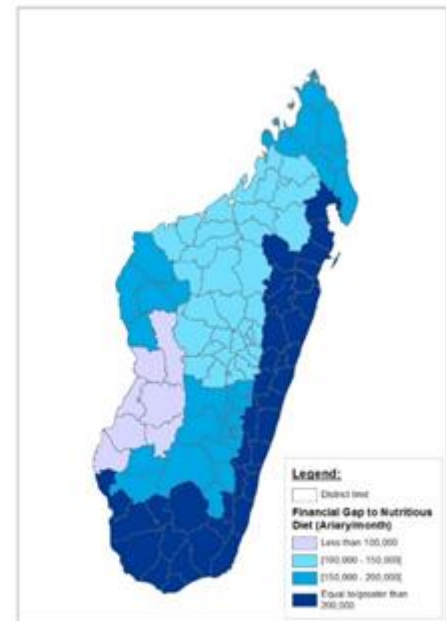 Legend:
District limit
Financial Gap to Nutritious
Diet (Ariary/month)
Less than 100,000
[100,000 - 150,000[
[150,000 - 200,000[
Equal to/greater than
200,000